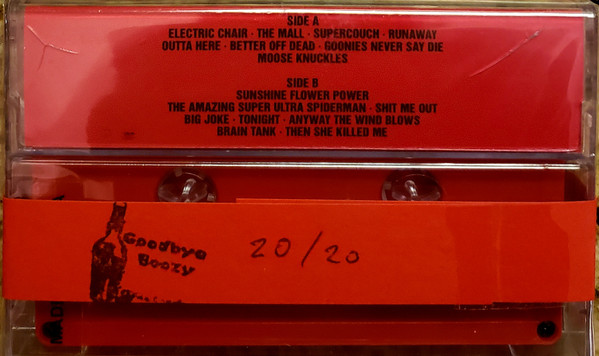 SIDE A
ELECTRIC CHAIR · THE MALL · SUPERCOUCH · RUNAWAY
OUTTA HERE · BETTER OFF DEAD · GOONIES NEVER SAY DIE
MOOSE KNUCKLES
SIDE B
SUNSHINE FLOWER POWER
THE AMAZING SUPER ULTRA SPIDERMAN · SHIT ME OUT
BIG JOKE · TONIGHT · ANYWAY THE WIND BLOWS
BRAIN TANK · THEN SHE KILLED ME
Goodbye
Boozy
20/20